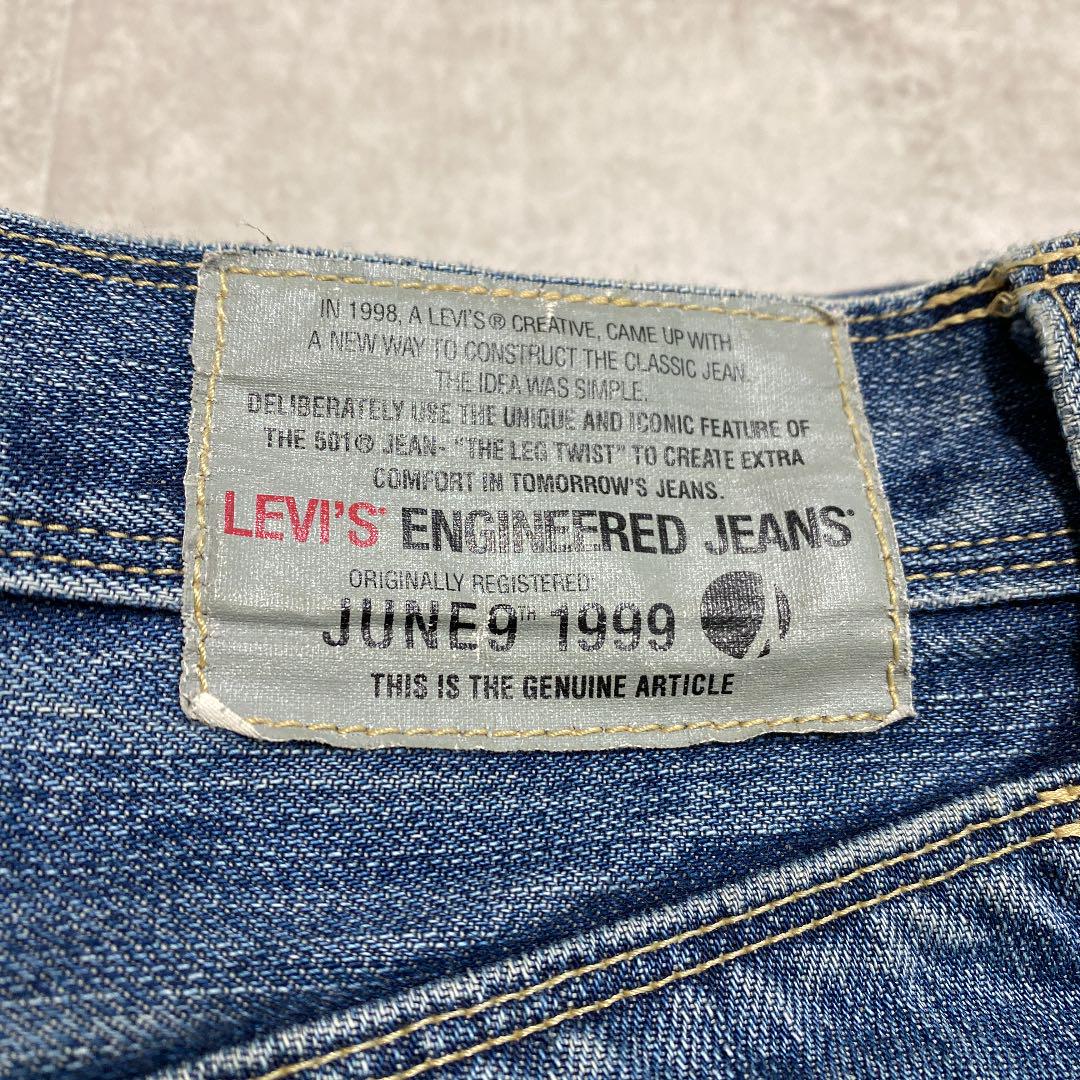 IN 1998, A LEVI'S® CREATIVE, CAME UP WITH
A NEW WAY TO CONSTRUCT THE CLASSIC JEAN.
THE IDEA WAS SIMPLE.
DELIBERATELY USE THE UNIQUE AND ICONIC FEATURE OF
THE 501® JEAN- "THE LEG TWIST" TO CREATE EXTRA
COMFORT IN TOMORROW'S JEANS.
LEVI'S® ENGINEERED JEANS®
ORIGINALLY REGISTERED
JUNE 9TH 1999
THIS IS THE GENUINE ARTICLE